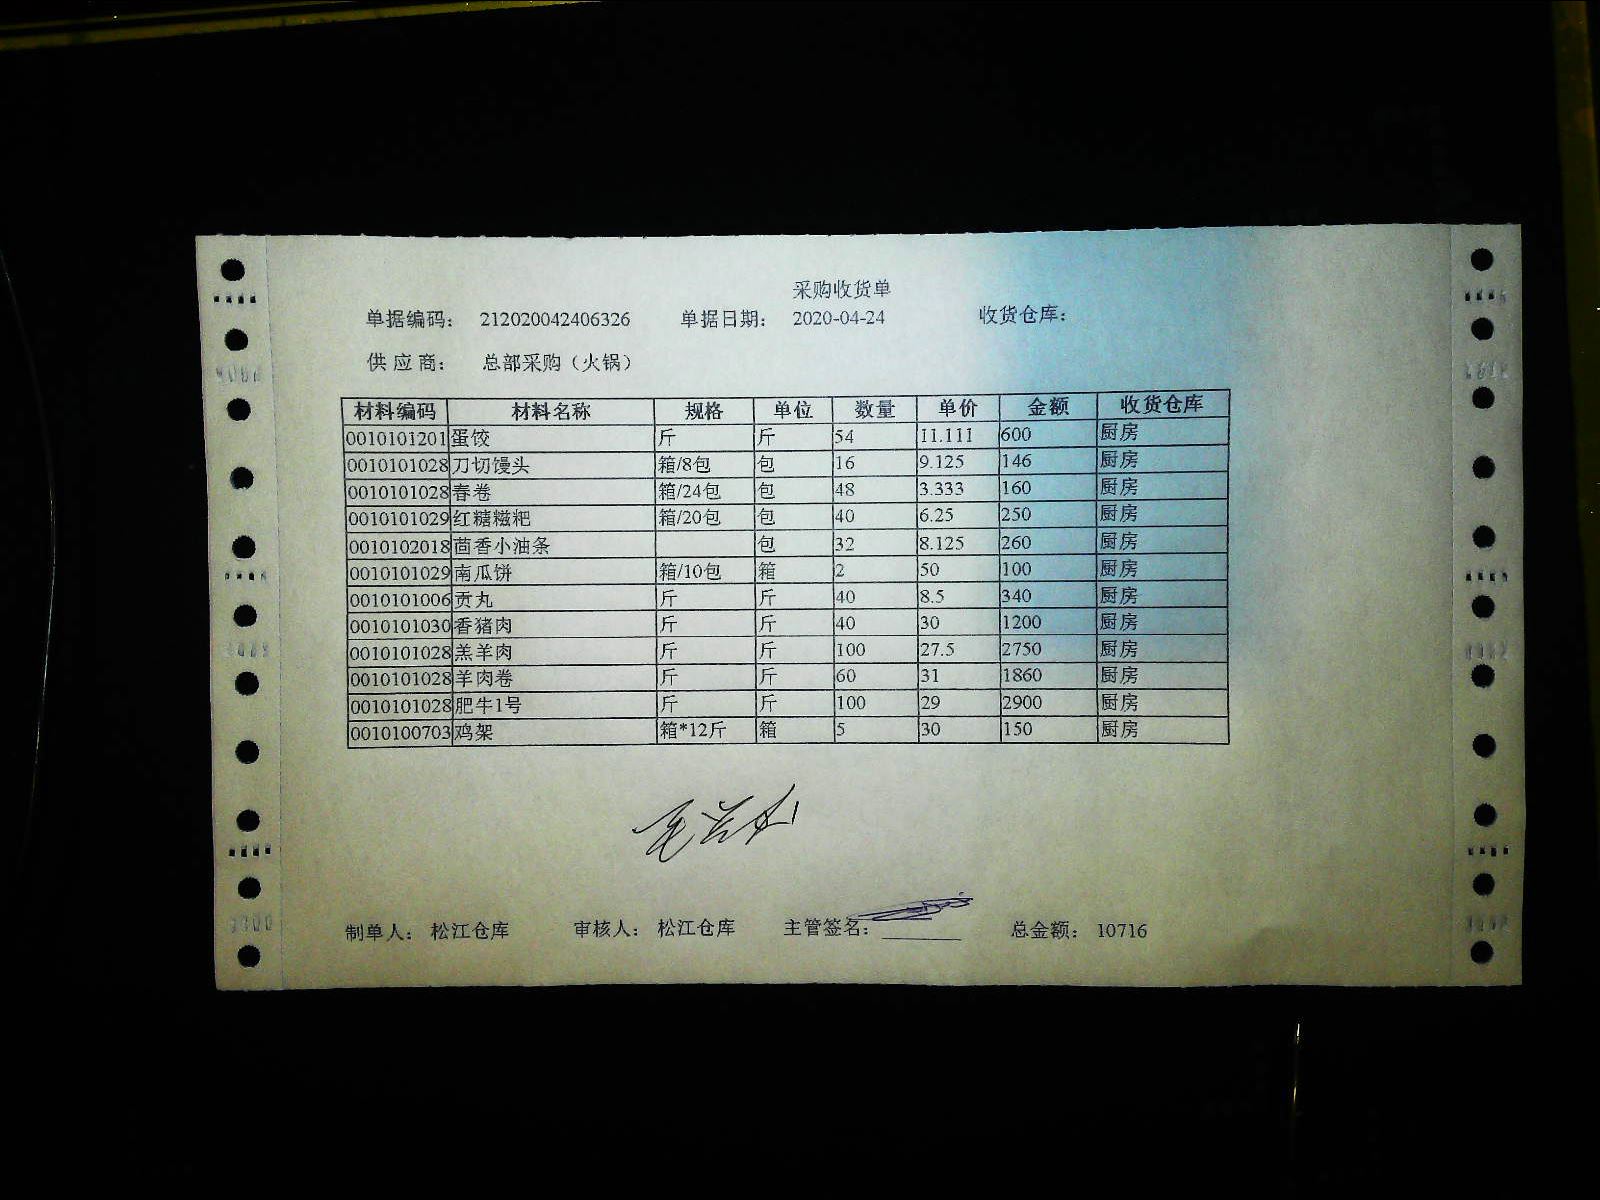 采购收货单
单据编码： 212020042406326 单据日期： 2020-04-24 收货仓库：
供 应 商： 总部采购（火锅）
材料编码 材料名称 规格 单位 数量 单价 金额 收货仓库
0010101201 蛋饺 斤 斤 54 11.111 600 厨房
0010101028 刀切馒头 箱/8包 包 16 9.125 146 厨房
0010101028 春卷 箱/24包 包 48 3.333 160 厨房
0010101029 红糖糍粑 箱/20包 包 40 6.25 250 厨房
0010102018 茴香小油条 包 32 8.125 260 厨房
0010101029 南瓜饼 箱/10包 箱 2 50 100 厨房
0010101006 贡丸 斤 斤 40 8.5 340 厨房
0010101030 香猪肉 斤 斤 40 30 1200 厨房
0010101028 羔羊肉 斤 斤 100 27.5 2750 厨房
0010101028 羊肉卷 斤 斤 60 31 1860 厨房
0010101028 肥牛1号 斤 斤 100 29 2900 厨房
0010100703 鸡架 箱*12斤 箱 5 30 150 厨房
制单人： 松江仓库 审核人： 松江仓库 主管签名： 总金额： 10716